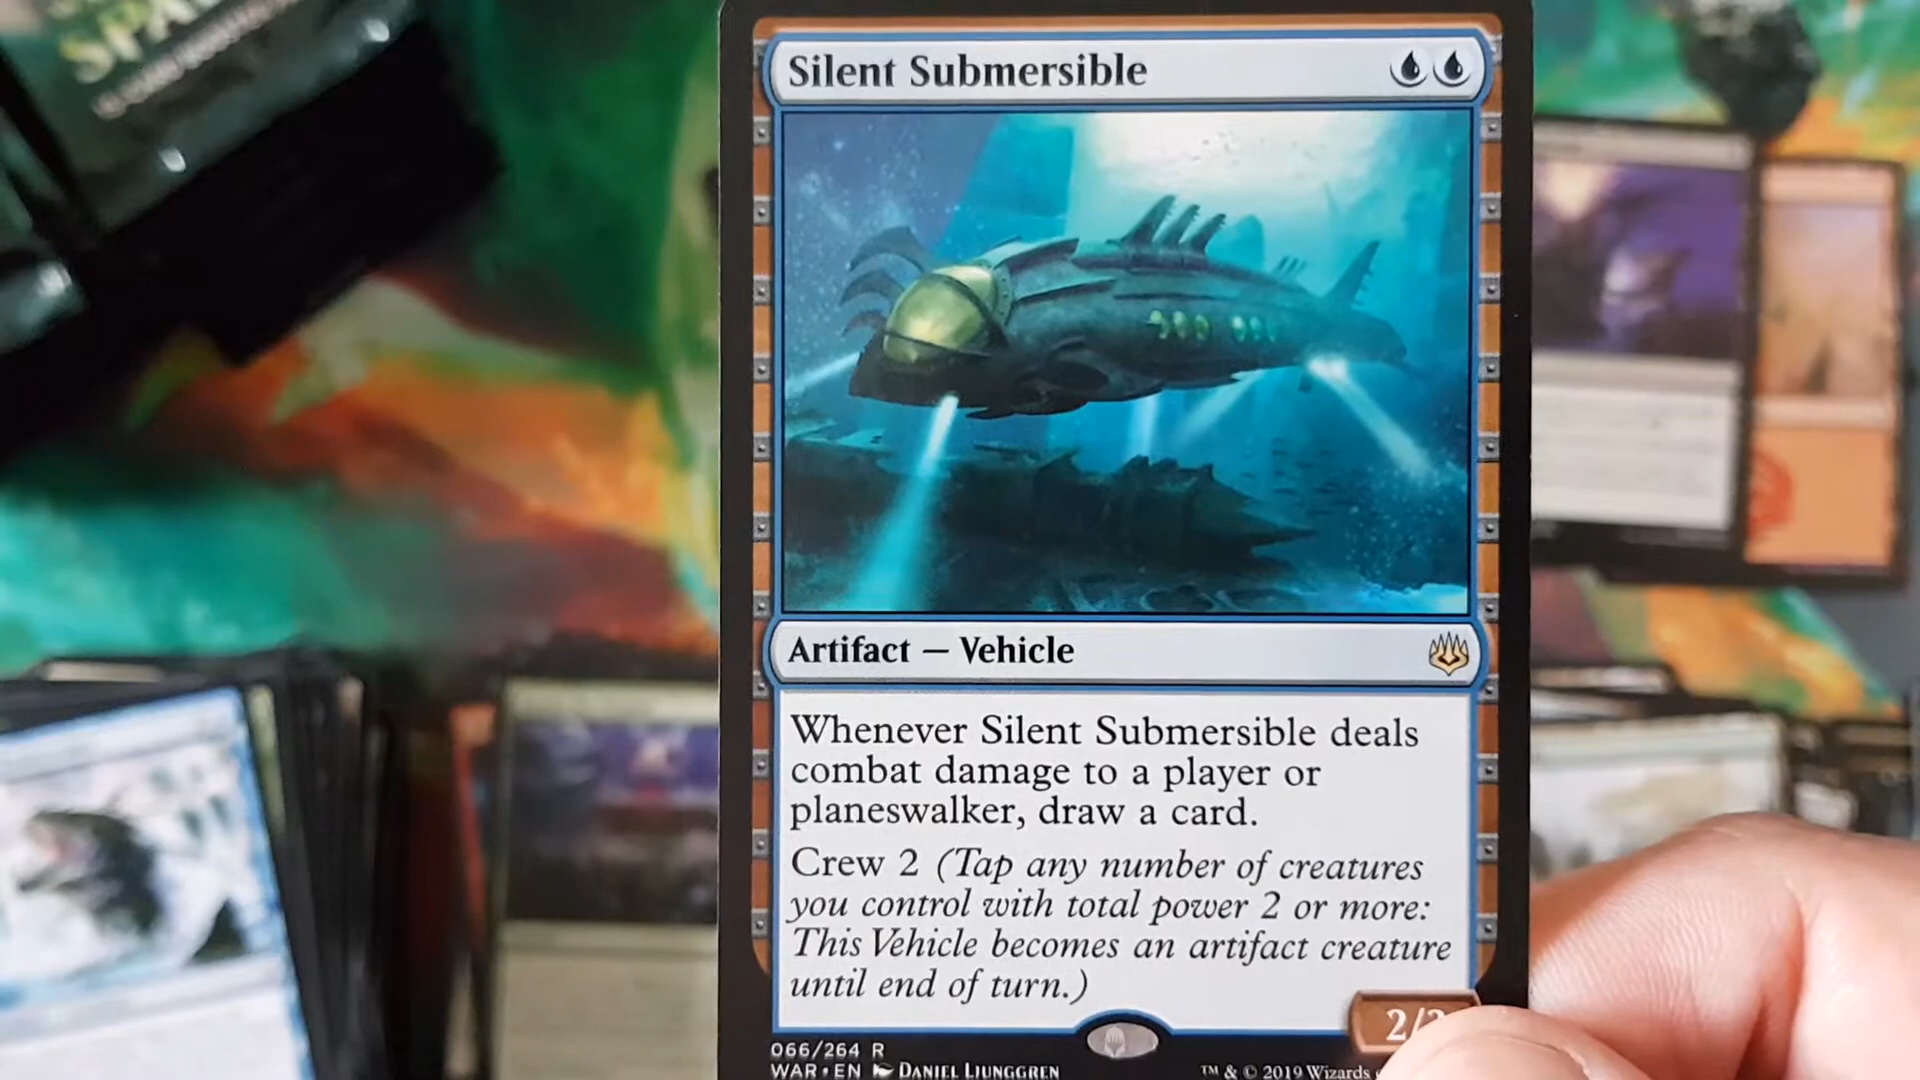 SPA
Silent Submersible
Artifact — Vehicle
Whenever Silent Submersible deals
combat damage to a player or
planeswalker, draw a card.
Crew 2 (Tap any number of creatures
you control with total power 2 or more:
This Vehicle becomes an artifact creature
until end of turn.)
2/
066/264 R
WAR • EN DANIEL LJUNGGREN
™ & © 2019 Wizards